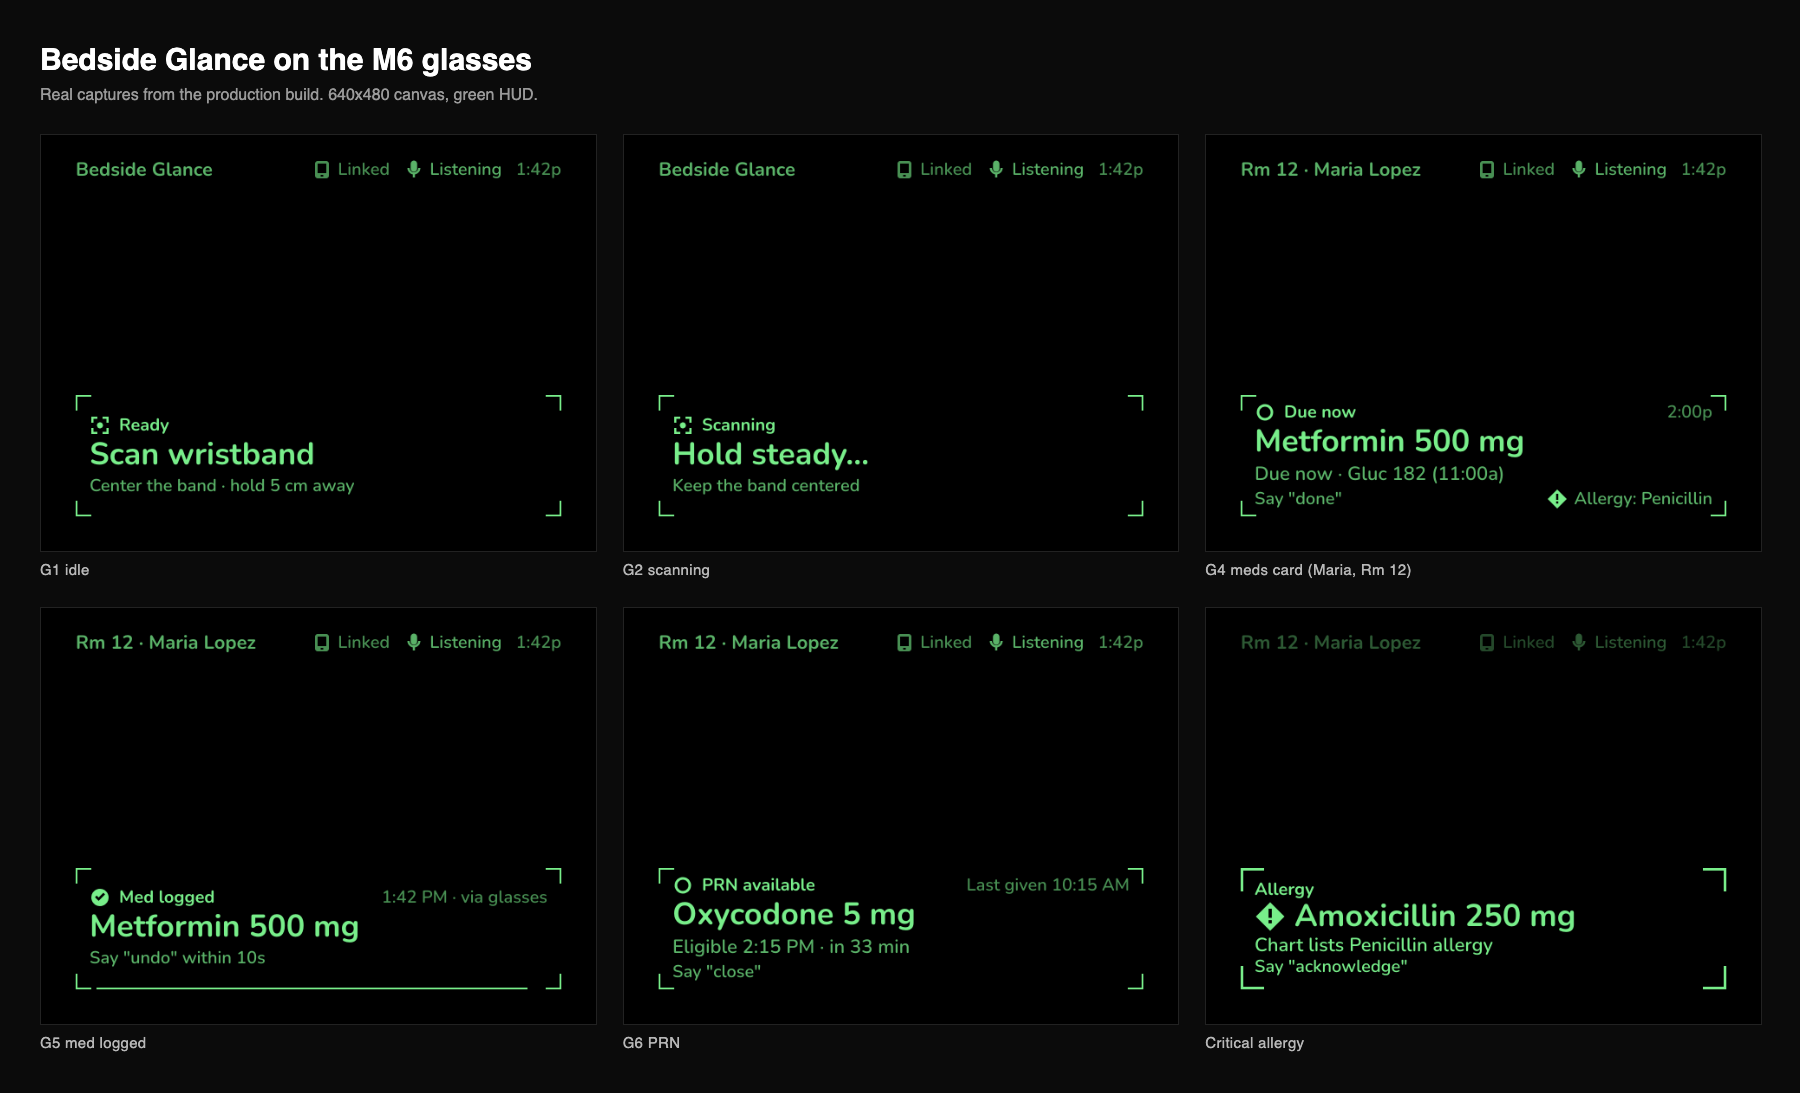 Bedside Glance on the M6 glasses
Real captures from the production build. 640x480 canvas, green HUD.
Bedside Glance Linked Listening 1:42p
Ready
Scan wristband
Center the band · hold 5 cm away
G1 idle
Bedside Glance Linked Listening 1:42p
Scanning
Hold steady...
Keep the band centered
G2 scanning
Rm 12 · Maria Lopez Linked Listening 1:42p
Due now 2:00p
Metformin 500 mg
Due now · Gluc 182 (11:00a)
Say "done" Allergy: Penicillin
G4 meds card (Maria, Rm 12)
Rm 12 · Maria Lopez Linked Listening 1:42p
Med logged 1:42 PM · via glasses
Metformin 500 mg
Say "undo" within 10s
G5 med logged
Rm 12 · Maria Lopez Linked Listening 1:42p
PRN available Last given 10:15 AM
Oxycodone 5 mg
Eligible 2:15 PM · in 33 min
Say "close"
G6 PRN
Rm 12 · Maria Lopez Linked Listening 1:42p
Allergy
Amoxicillin 250 mg
Chart lists Penicillin allergy
Say "acknowledge"
Critical allergy